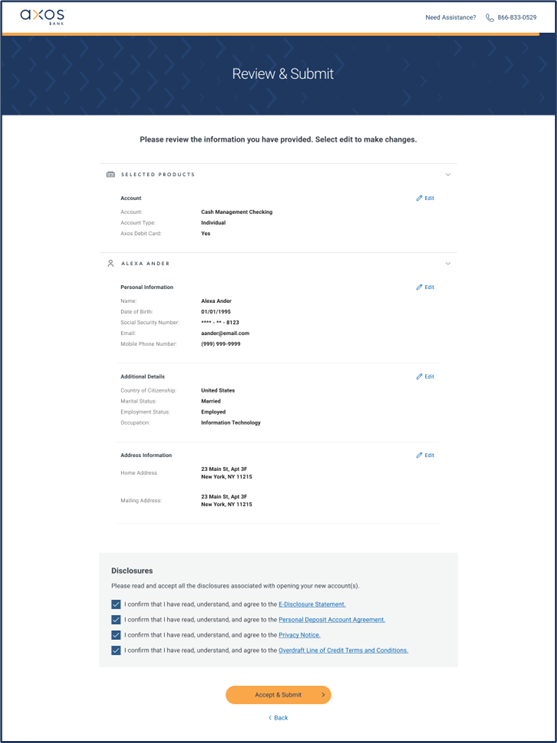 axos
BANK
Need Assistance? 866-833-0529
Review & Submit
Please review the information you have provided. Select edit to make changes.
SELECTED PRODUCTS
Account Edit
Account: Cash Management Checking
Account Type: Individual
Axos Debit Card: Yes
ALEXA ANDER
Personal Information Edit
Name: Alexa Ander
Date of Birth: 01/01/1995
Social Security Number: **** - ** - 8123
Email: aander@email.com
Mobile Phone Number: (999) 999-9999
Additional Details Edit
Country of Citizenship United States
Marital Status: Married
Employment Status: Employed
Occupation: Information Technology
Address Information Edit
Home Address 23 Main St, Apt 3F
New York, NY 11215
Mailing Address: 23 Main St, Apt 3F
New York, NY 11215
Disclosures
Please read and accept all the disclosures associated with opening your new account(s).
I confirm that I have read, understand, and agree to the E-Disclosure Statement.
I confirm that I have read, understand, and agree to the Personal Deposit Account Agreement.
I confirm that I have read, understand, and agree to the Privacy Notice.
I confirm that I have read, understand, and agree to the Overdraft Line of Credit Terms and Conditions.
Accept & Submit
Back